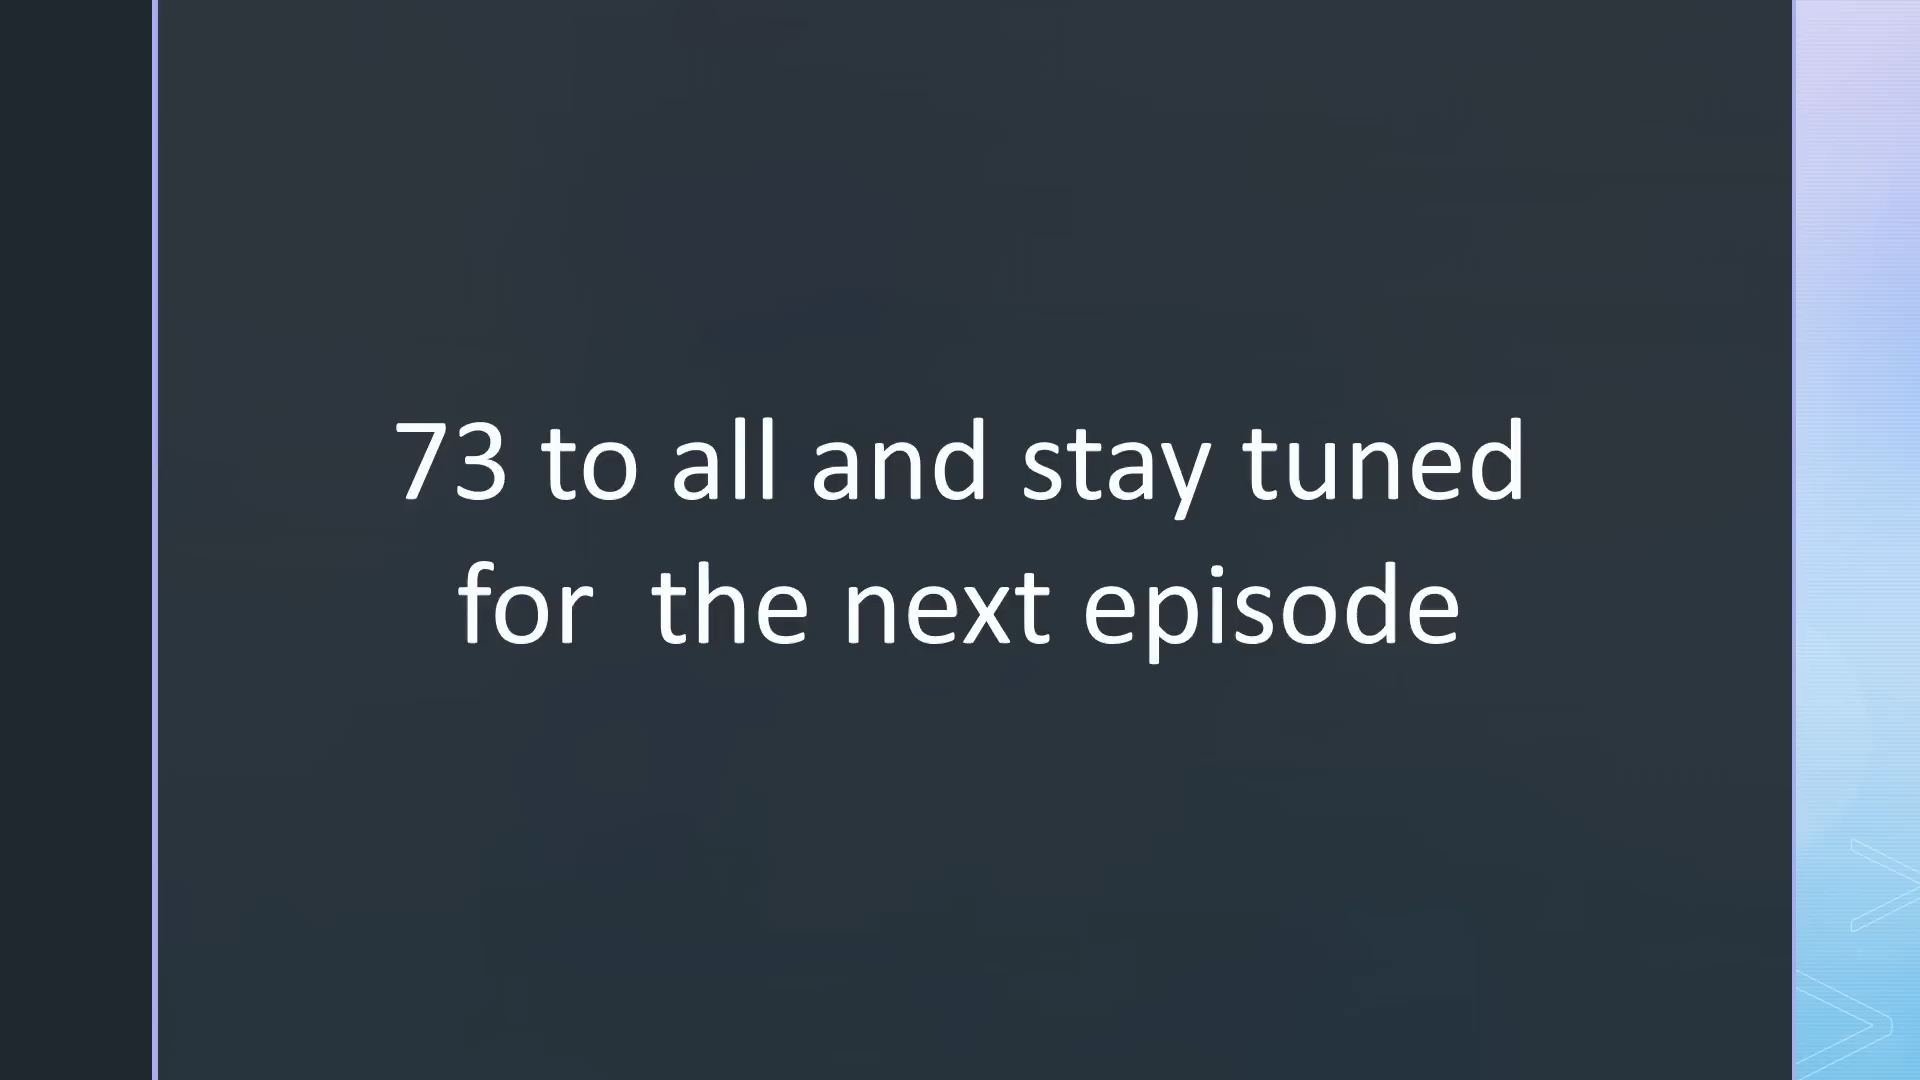 73 to all and stay tuned
for  the next episode